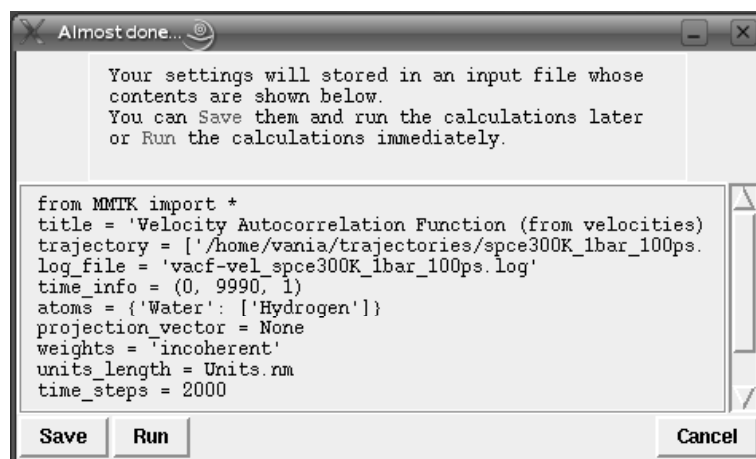 Almost done...
Your settings will stored in an input file whose
contents are shown below.
You can Save them and run the calculations later
or Run the calculations immediately.
from MMTK import *
title = 'Velocity Autocorrelation Function (from velocities)
trajectory = ['/home/vania/trajectories/spce300K_1bar_100ps.
log_file = 'vacf-vel_spce300K_1bar_100ps.log'
time_info = (0, 9990, 1)
atoms = {'Water': ['Hydrogen']}
projection_vector = None
weights = 'incoherent'
units_length = Units.nm
time_steps = 2000
Save Run Cancel